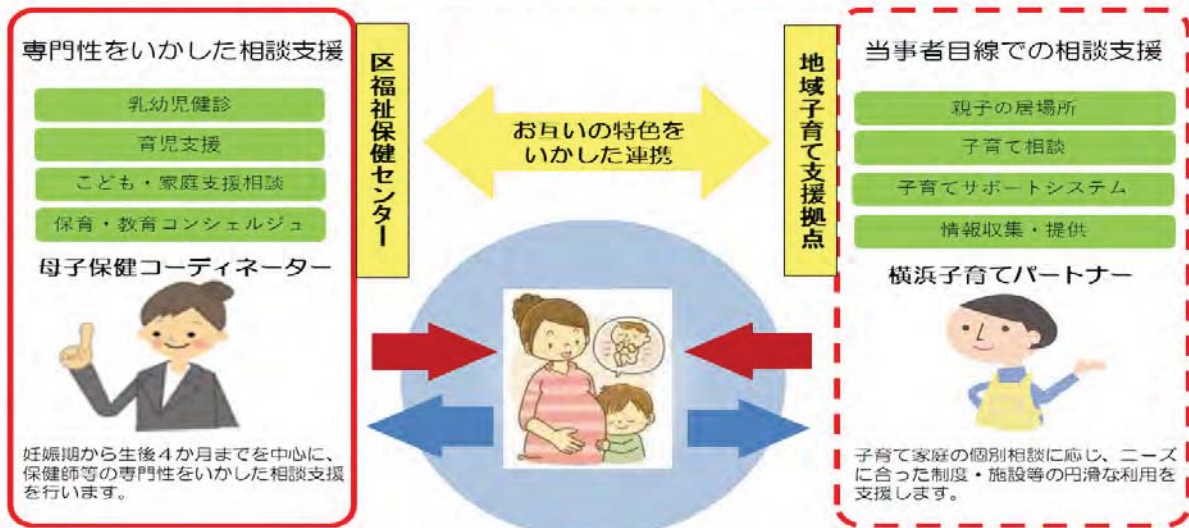 専門性をいかした相談支援
乳幼児健診
育児支援
こども・家庭支援相談
保育・教育コンシェルジュ
母子保健コーディネーター
妊娠期から生後4か月までを中心に、
保健師等の専門性をいかした相談支援
を行います。
区福祉保健センター
お互いの特色を
いかした連携
地域子育て支援拠点
当事者目線での相談支援
親子の居場所
子育て相談
子育てサポートシステム
情報収集・提供
横浜子育てパートナー
子育て家庭の個別相談に応じ、ニーズ
に合った制度・施設等の円滑な利用を
支援します。